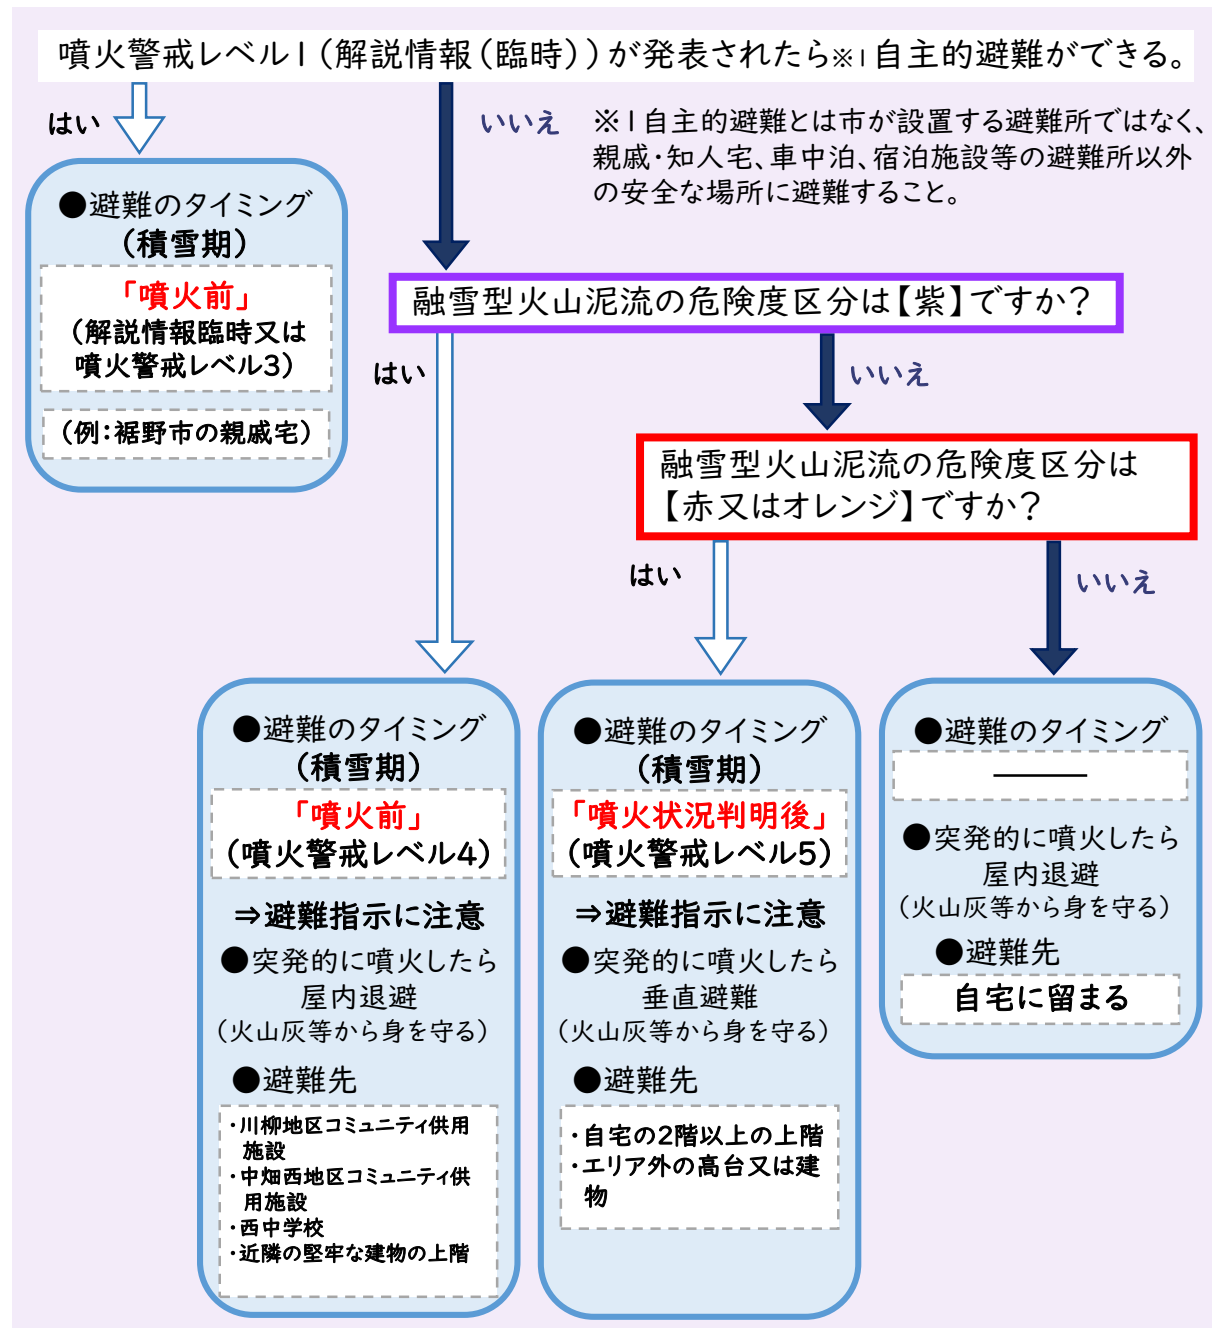 噴火警戒レベル1（解説情報（臨時））が発表されたら※1自主的避難ができる。
はい
いいえ
※1自主的避難とは市が設置する避難所ではなく、
親戚・知人宅、車中泊、宿泊施設等の避難所以外
の安全な場所に避難すること。
●避難のタイミング
（積雪期）
「噴火前」
（解説情報臨時又は
噴火警戒レベル3）
（例：裾野市の親戚宅）
融雪型火山泥流の危険度区分は【紫】ですか？
はい
いいえ
融雪型火山泥流の危険度区分は
【赤又はオレンジ】ですか？
はい
いいえ
●避難のタイミング
（積雪期）
「噴火前」
（噴火警戒レベル4）
⇒避難指示に注意
●突発的に噴火したら
屋内退避
（火山灰等から身を守る）
●避難先
・川柳地区コミュニティ供用
施設
・中畑西地区コミュニティ供
用施設
・西中学校
・近隣の堅牢な建物の上階
●避難のタイミング
（積雪期）
「噴火状況判明後」
（噴火警戒レベル5）
⇒避難指示に注意
●突発的に噴火したら
垂直避難
（火山灰等から身を守る）
●避難先
・自宅の2階以上の上階
・エリア外の高台又は建
物
●避難のタイミング
―――
●突発的に噴火したら
屋内退避
（火山灰等から身を守る）
●避難先
自宅に留まる